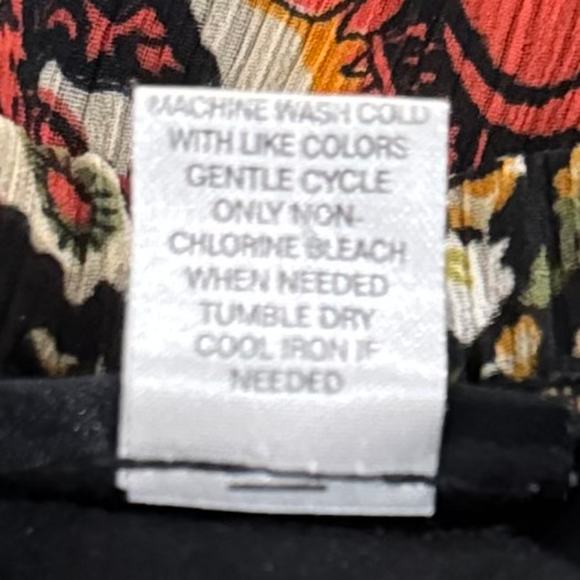 MACHINE WASH COLD
WITH LIKE COLORS
GENTLE CYCLE
ONLY NON-
CHLORINE BLEACH
WHEN NEEDED
TUMBLE DRY
COOL IRON IF
NEEDED